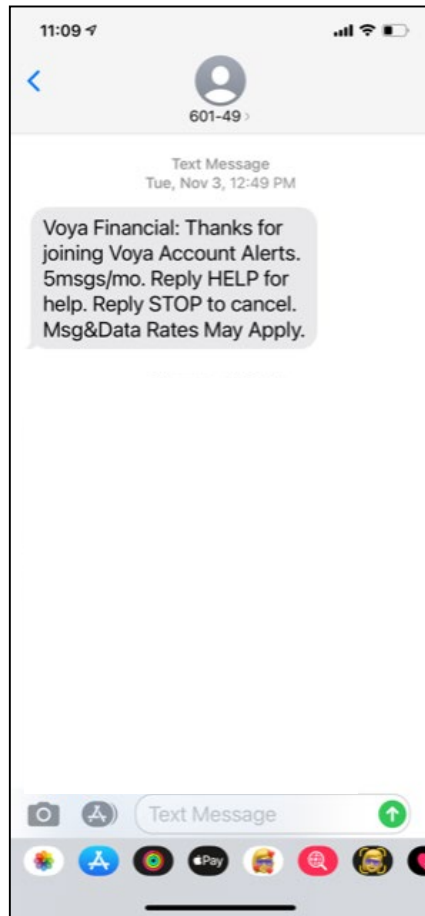 11:09
601-49
Text Message
Tue, Nov 3, 12:49 PM
Voya Financial: Thanks for
joining Voya Account Alerts.
5msgs/mo. Reply HELP for
help. Reply STOP to cancel.
Msg&Data Rates May Apply.
Text Message
Pay